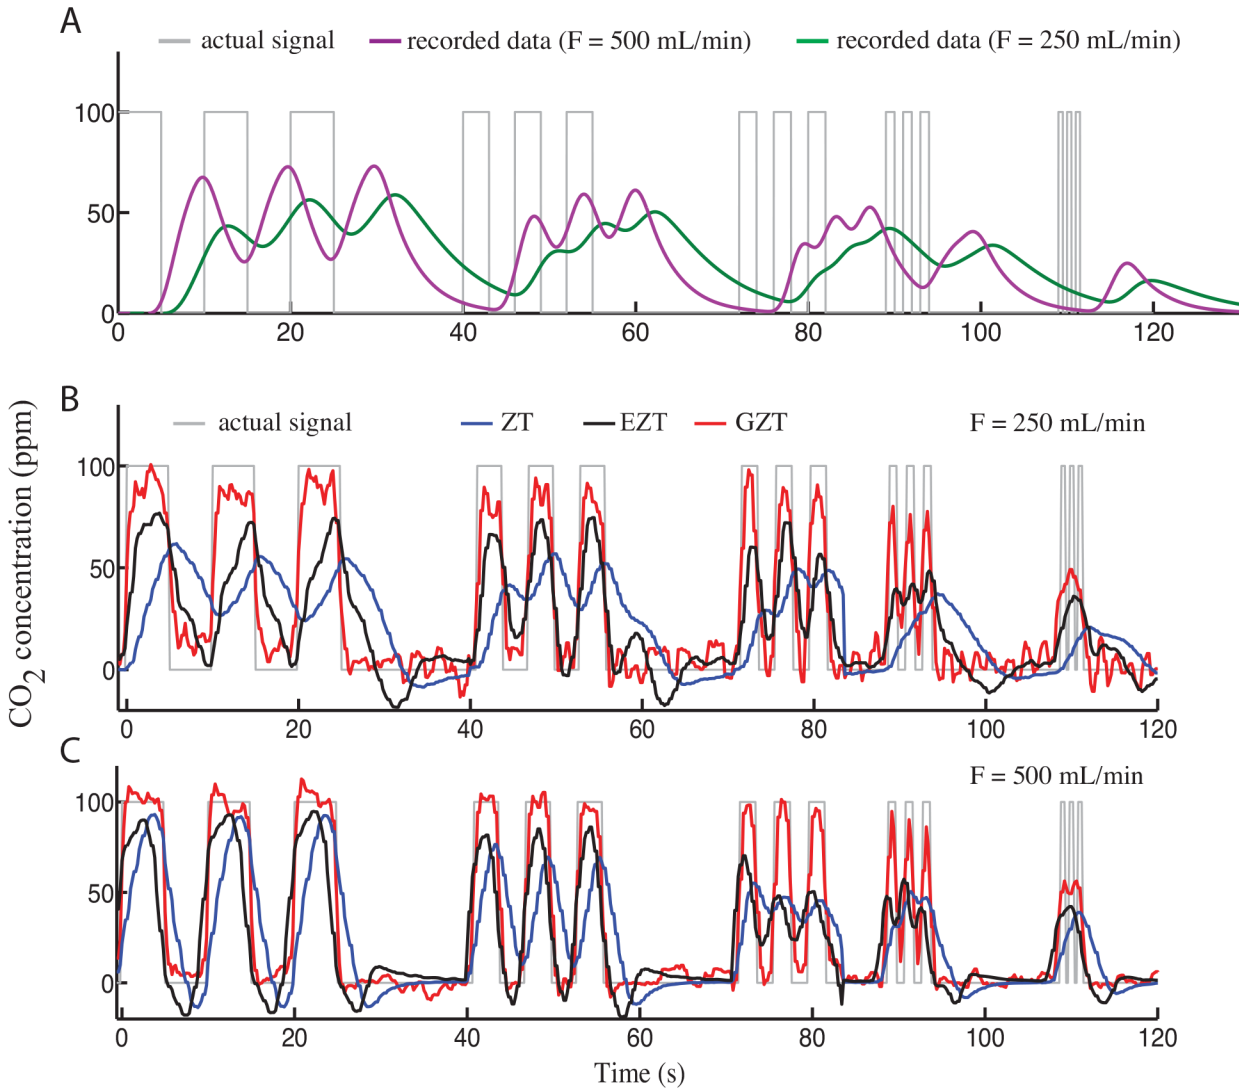 A
actual signal recorded data (F = 500 mL/min) recorded data (F = 250 mL/min)
100
50
0
0 20 40 60 80 100 120
B
actual signal ZT EZT GZT F = 250 mL/min
100
50
0
0 20 40 60 80 100 120
CO2 concentration (ppm)
C
F = 500 mL/min
100
50
0
0 20 40 60 80 100 120
Time (s)